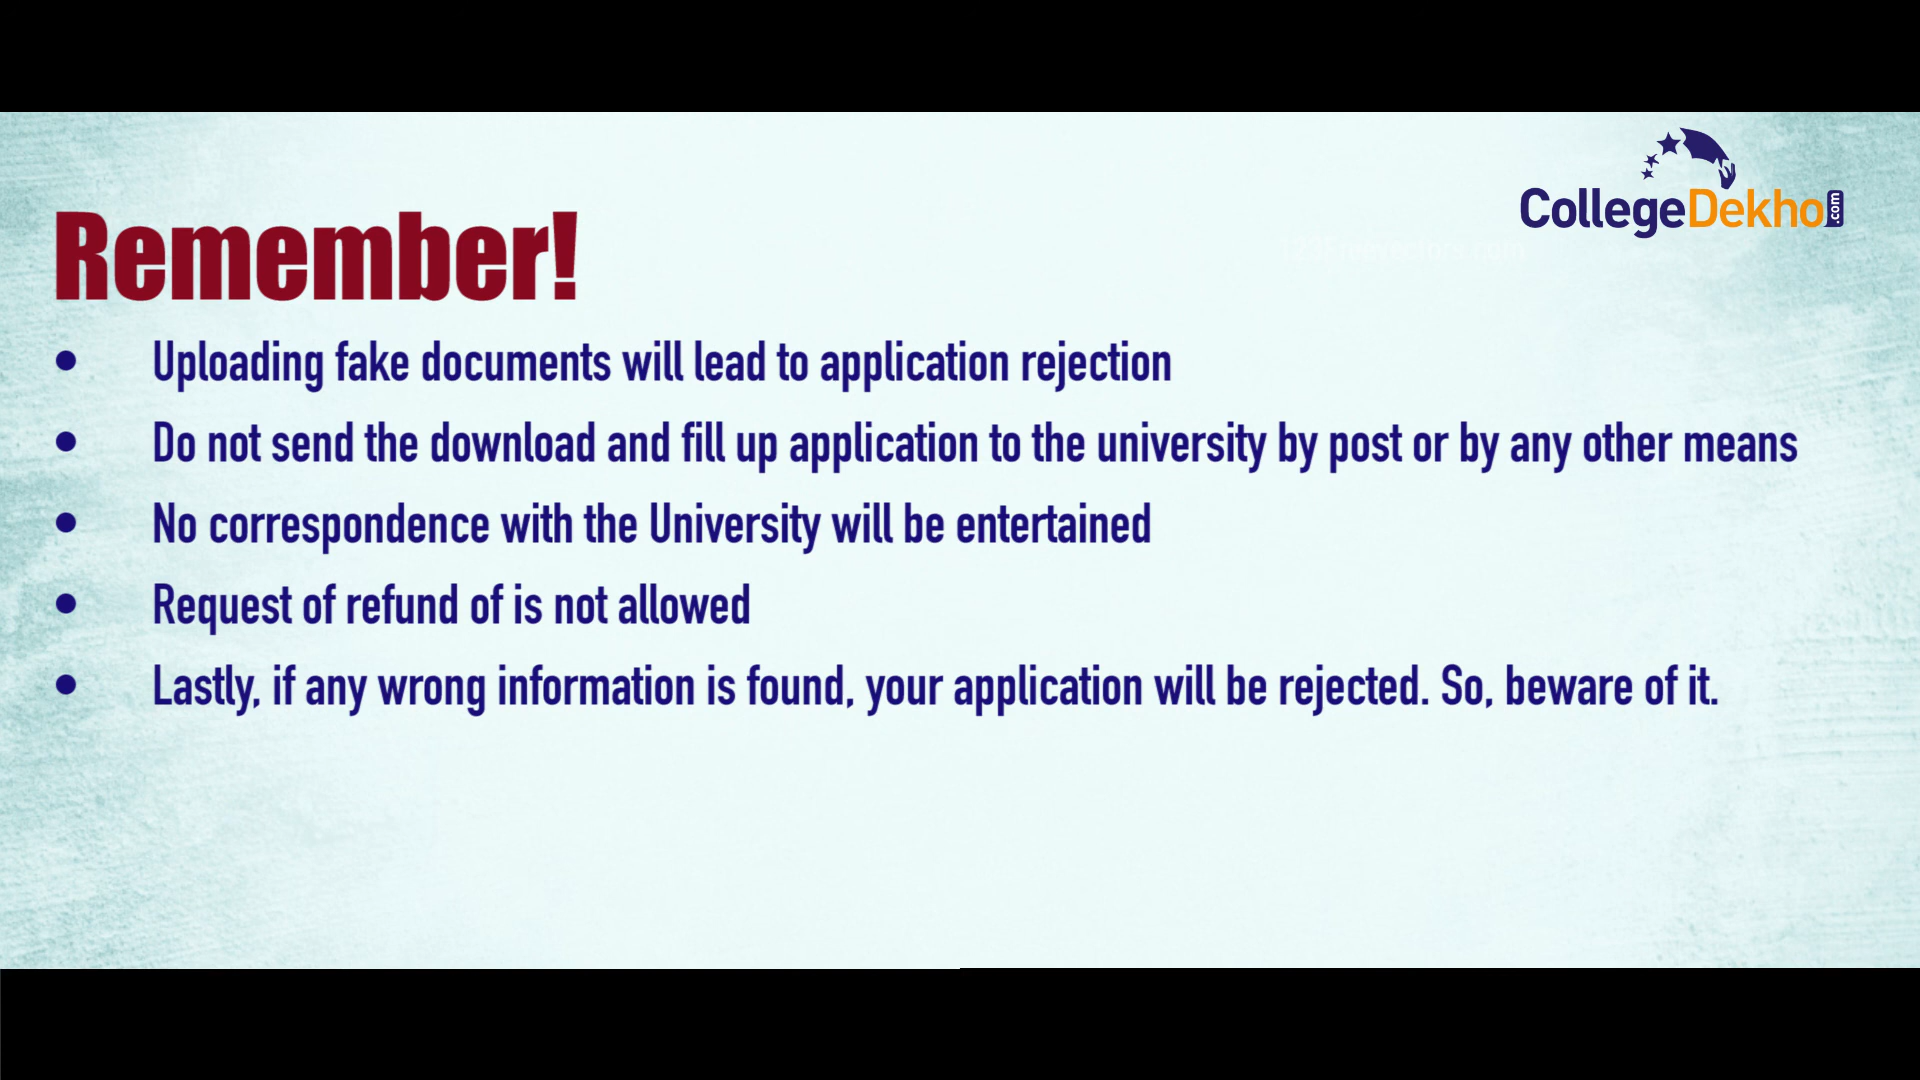 CollegeDekho.com
Remember!
• Uploading fake documents will lead to application rejection
• Do not send the download and fill up application to the university by post or by any other means
• No correspondence with the University will be entertained
• Request of refund of is not allowed
• Lastly, if any wrong information is found, your application will be rejected. So, beware of it.